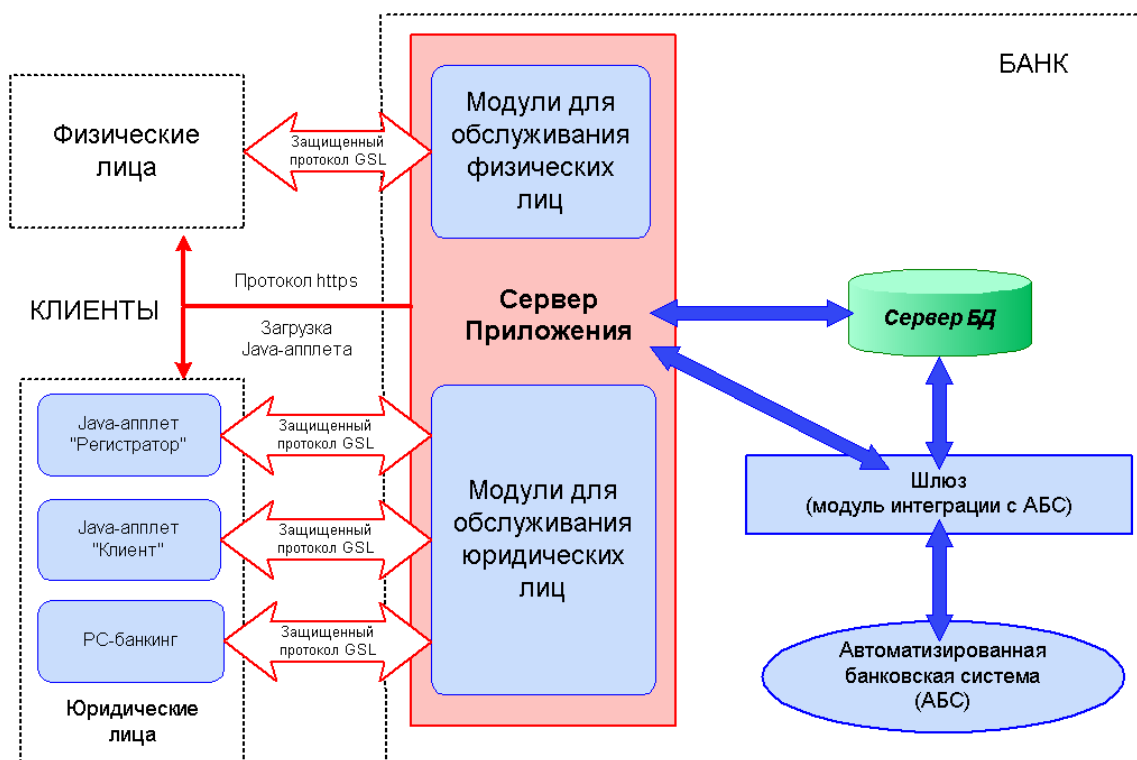 БАНК
Физические
лица
Защищенный
протокол GSL
Модули для
обслуживания
физических
лиц
Протокол https
КЛИЕНТЫ
Загрузка
Java-апплета
Сервер
Приложения
Сервер БД
Java-апплет
"Регистратор"
Защищенный
протокол GSL
Java-апплет
"Клиент"
Защищенный
протокол GSL
PC-банкинг
Защищенный
протокол GSL
Юридические
лица
Модули для
обслуживания
юридических
лиц
Шлюз
(модуль интеграции с АБС)
Автоматизированная
банковская система
(АБС)